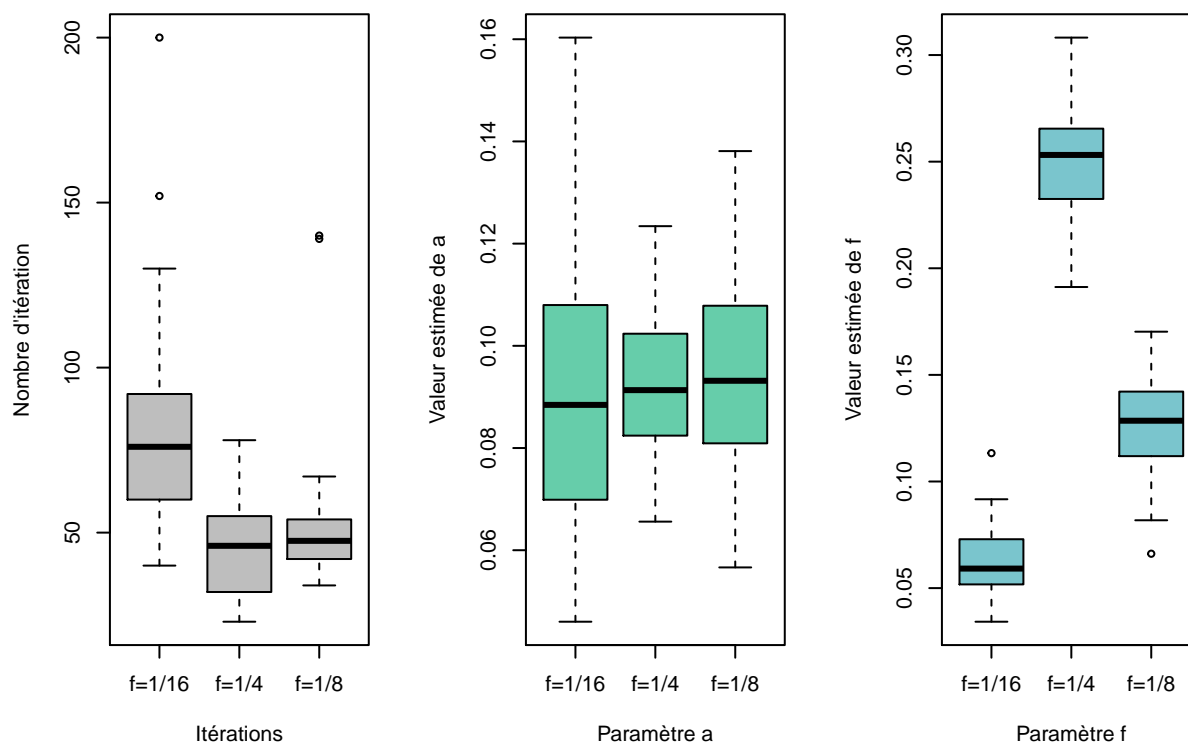 Nombre d'itération
200
150
100
50
f=1/16 f=1/4 f=1/8
Itérations
Valeur estimée de a
0.16
0.14
0.12
0.10
0.08
0.06
f=1/16 f=1/4 f=1/8
Paramètre a
Valeur estimée de f
0.30
0.25
0.20
0.15
0.10
0.05
f=1/16 f=1/4 f=1/8
Paramètre f